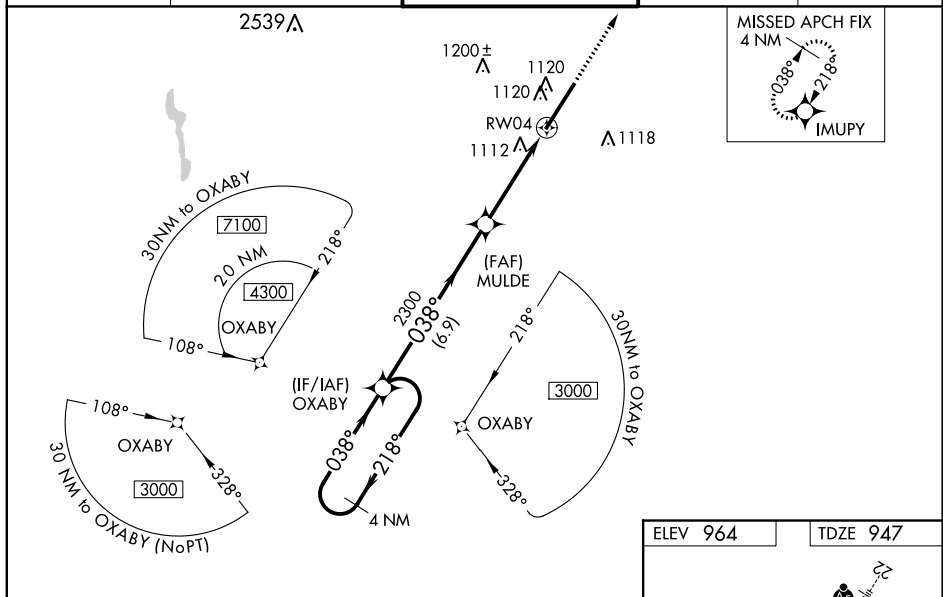 2539
1200±
1120
1120
RW04
1112
1118
MISSED APCH FIX
4 NM
038°
218°
IMUPY
30NM to OXABY
7100
218°
20 NM
4300
OXABY
108°
(FAF)
MULDE
2300
038°
(6.9)
218°
30NM to OXABY
3000
OXABY
328°
(IF/IAF)
OXABY
038°
218°
4 NM
108°
OXABY
328°
3000
30 NM to OXABY (NoPT)
ELEV 964
TDZE 947
22